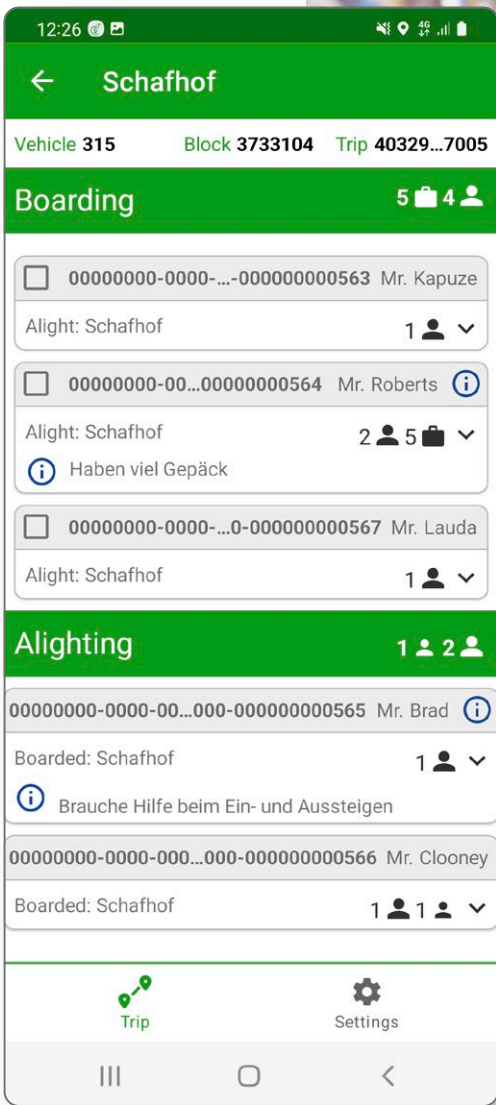 12:26
4G
Schafhof
Vehicle 315 Block 3733104 Trip 40329...7005
Boarding 5 4
00000000-0000-...-000000000563 Mr. Kapuze
Alight: Schafhof 1
00000000-00...00000000564 Mr. Roberts
Alight: Schafhof 2 5
Haben viel Gepäck
00000000-0000-...0-000000000567 Mr. Lauda
Alight: Schafhof 1
Alighting 1 2
00000000-0000-00...000-000000000565 Mr. Brad
Boarded: Schafhof 1
Brauche Hilfe beim Ein- und Aussteigen
00000000-0000-000...000-000000000566 Mr. Clooney
Boarded: Schafhof 1 1
Trip Settings